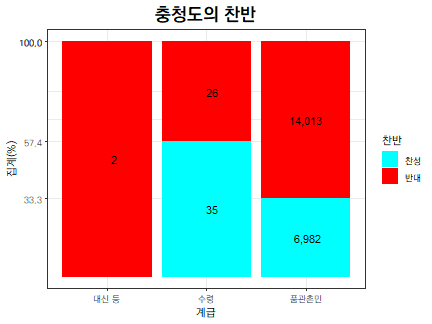 충청도의 찬반
100.0
57.4
33.3
집계(%)
2
26
35
14,013
6,982
대신 등
수령
품관촌민
계급
찬반
찬성
반대